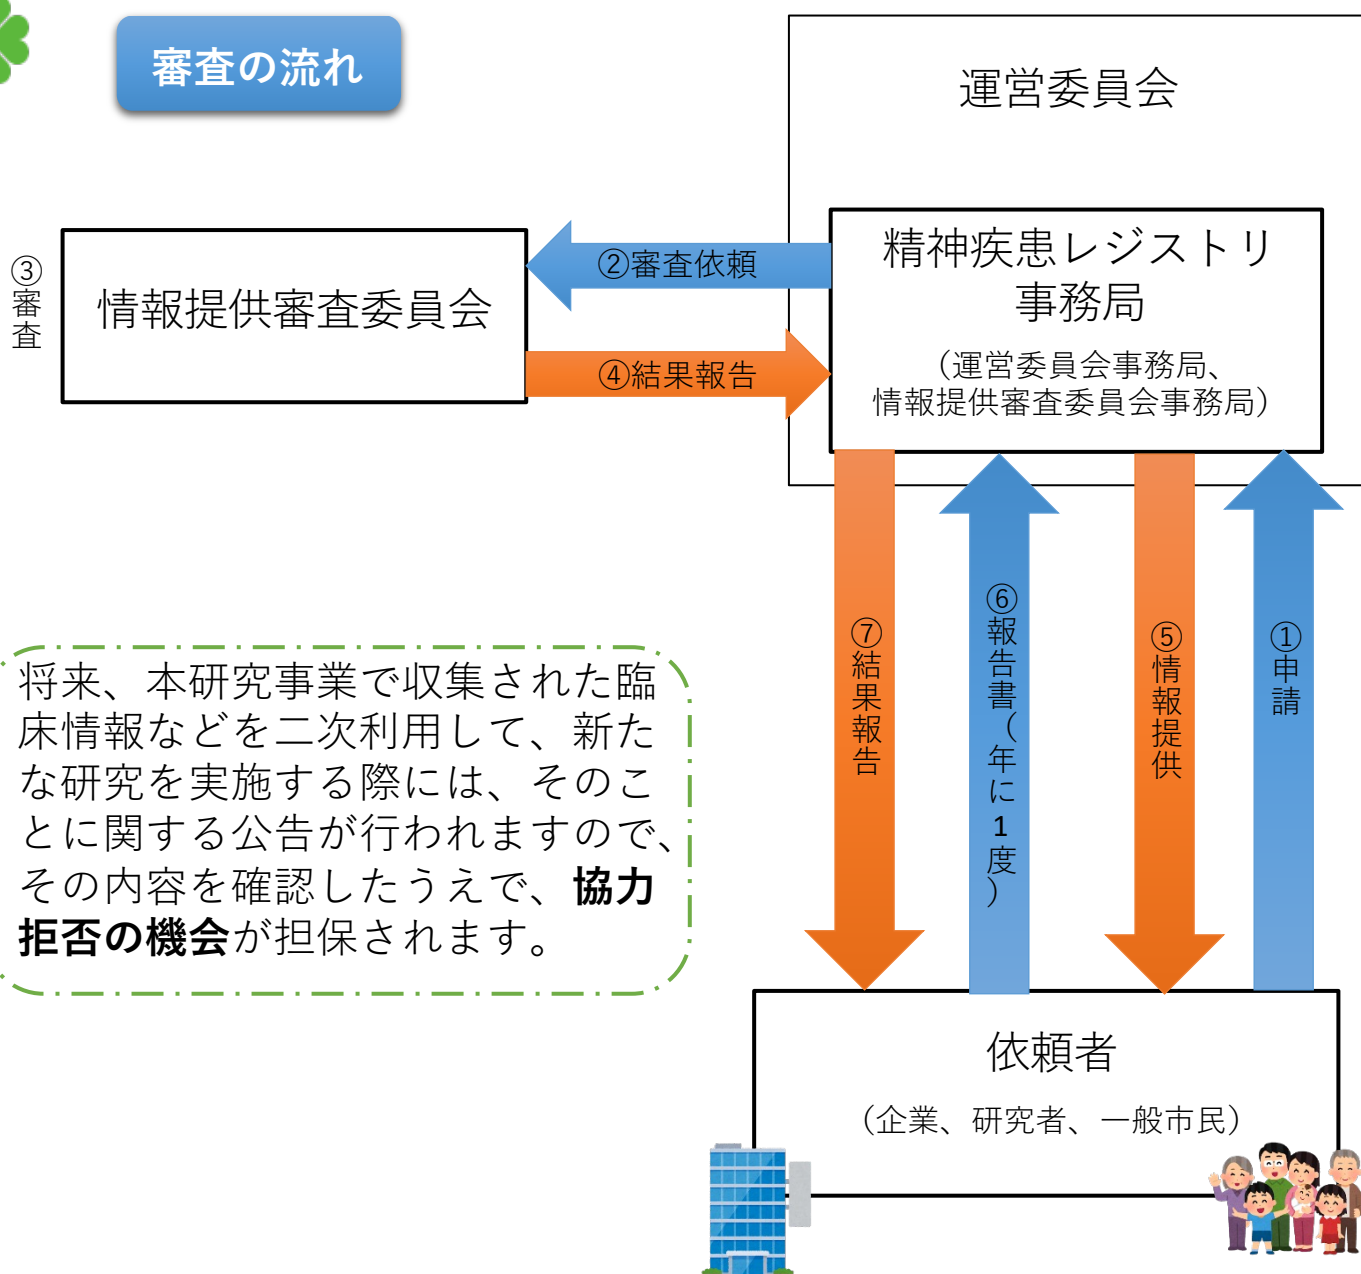 審査の流れ
運営委員会
精神疾患レジストリ
事務局
（運営委員会事務局、
情報提供審査委員会事務局）
②審査依頼
③審査
情報提供審査委員会
④結果報告
⑦結果報告
⑥報告書（年に1度）
⑤情報提供
①申請
将来、本研究事業で収集された臨
床情報などを二次利用して、新た
な研究を実施する際には、そのこ
とに関する公告が行われますので、
その内容を確認したうえで、協力
拒否の機会が担保されます。
依頼者
（企業、研究者、一般市民）